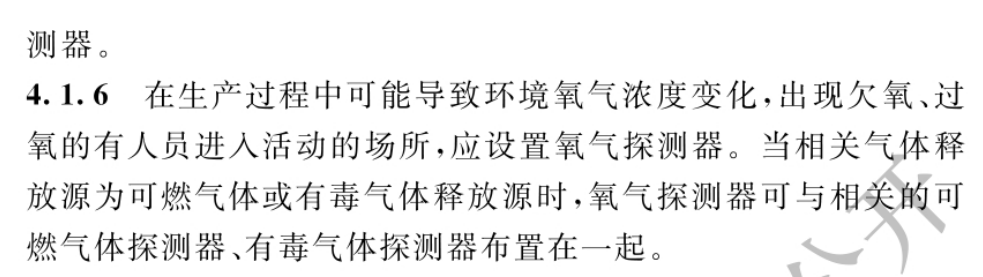 测器。
4.1.6 在生产过程中可能导致环境氧气浓度变化,出现欠氧、过
氧的有人员进入活动的场所,应设置氧气探测器。当相关气体释
放源为可燃气体或有毒气体释放源时,氧气探测器可与相关的可
燃气体探测器、有毒气体探测器布置在一起。
公开